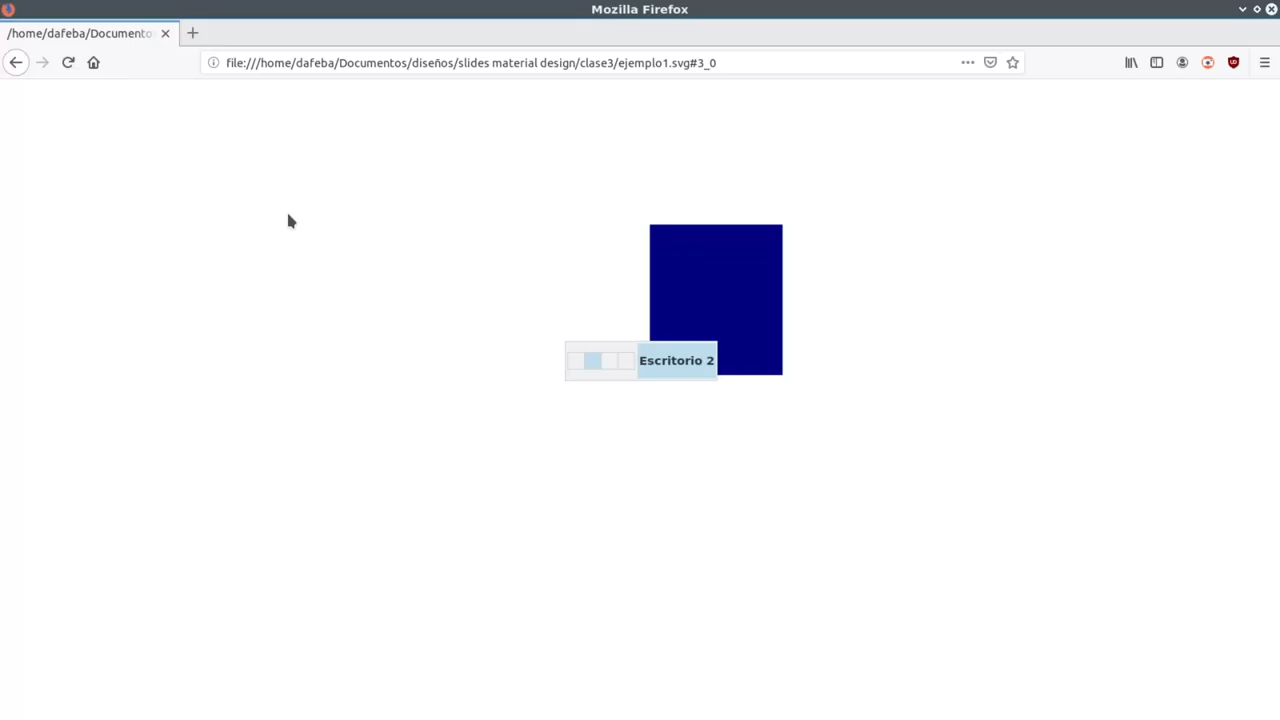 Mozilla Firefox
/home/dafeba/Documento
file:///home/dafeba/Documentos/diseños/slides material design/clase3/ejemplo1.svg#3_0
Escritorio 2